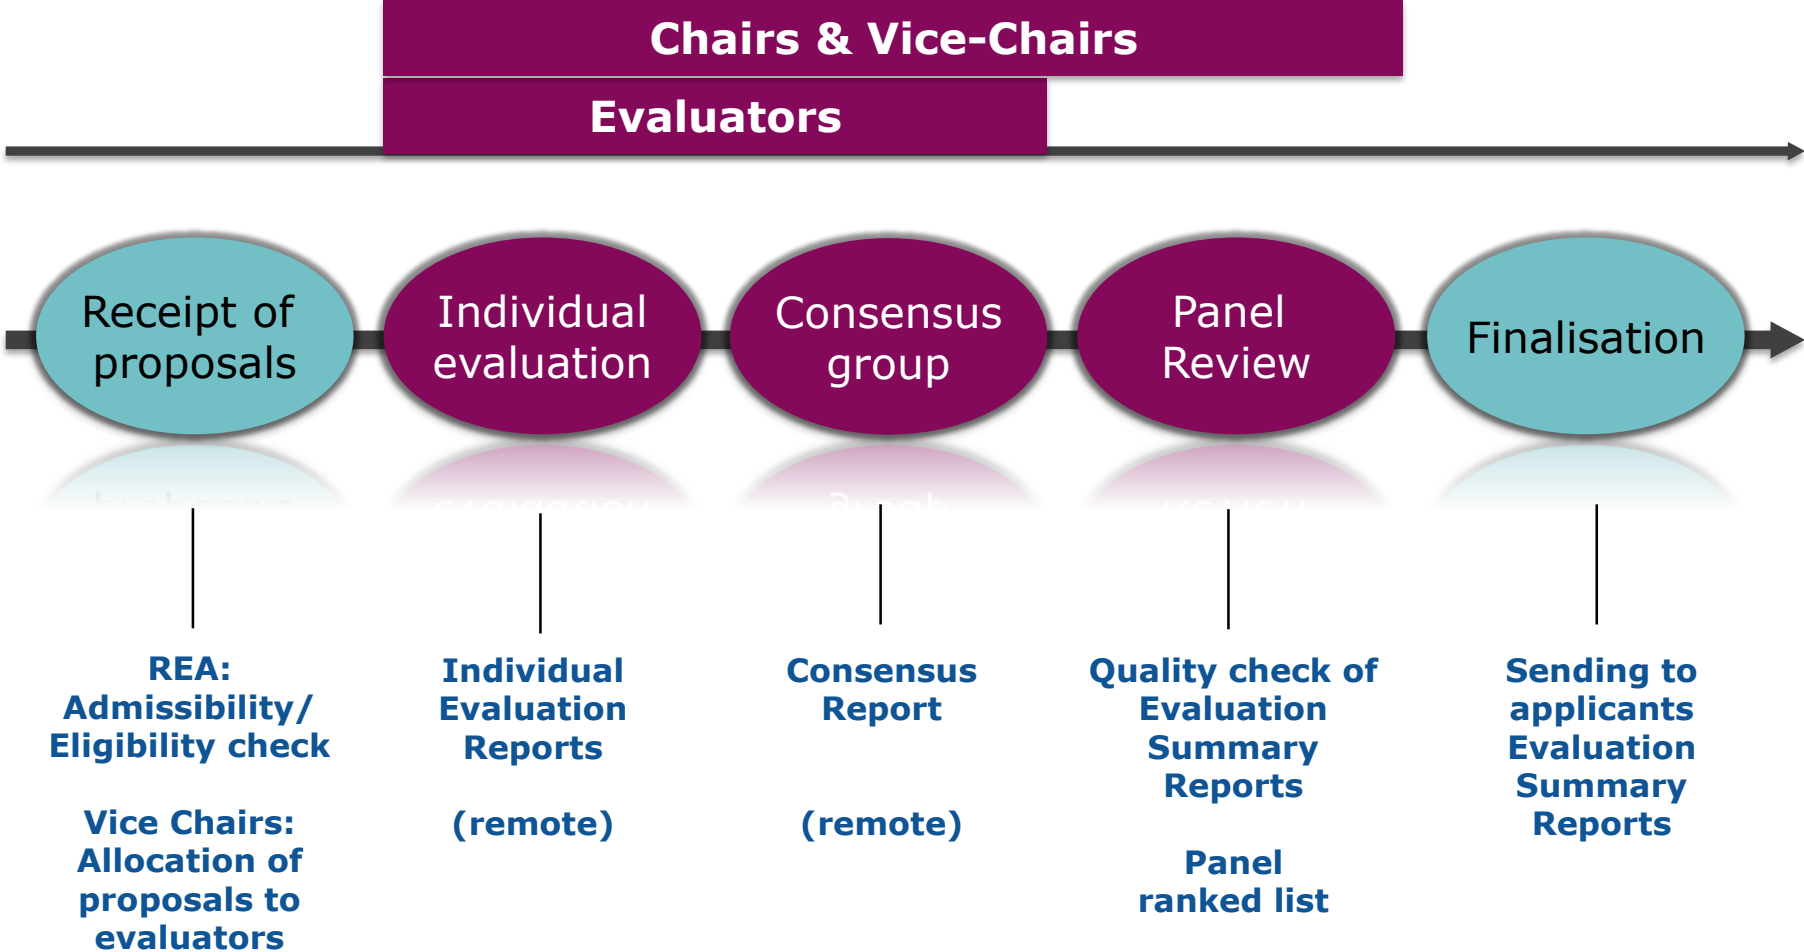 Chairs & Vice-Chairs
Evaluators
Receipt of
proposals
Individual
evaluation
Consensus
group
Panel
Review
Finalisation
REA:
Admissibility/
Eligibility check
Vice Chairs:
Allocation of
proposals to
evaluators
Individual
Evaluation
Reports
(remote)
Consensus
Report
(remote)
Quality check of
Evaluation
Summary
Reports
Panel
ranked list
Sending to
applicants
Evaluation
Summary
Reports